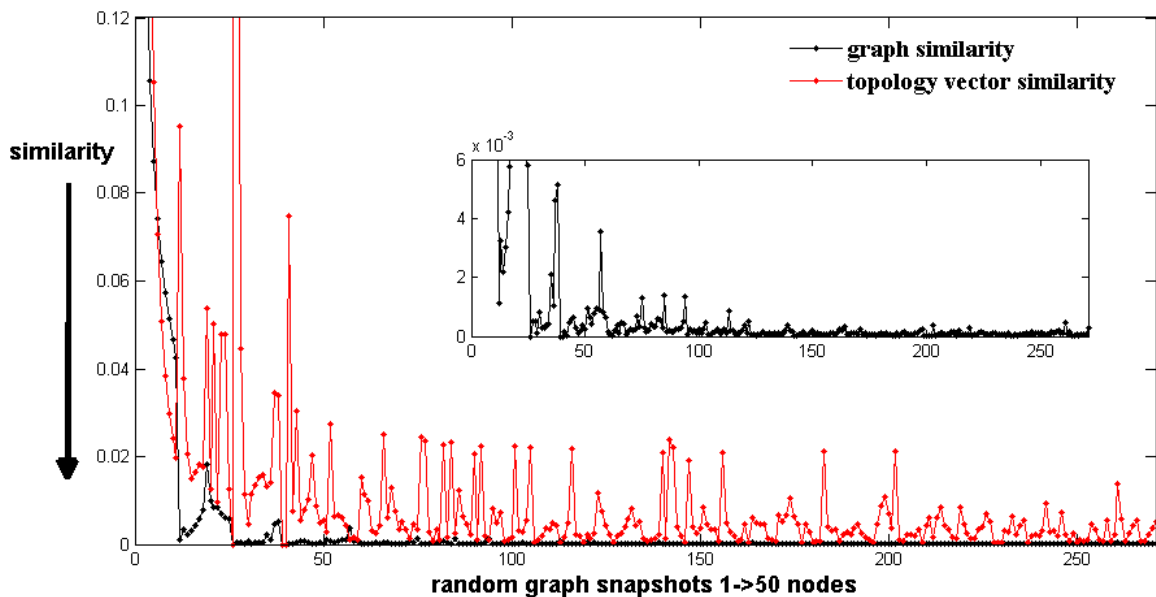 0.12
graph similarity
topology vector similarity
0.1
similarity
0.08
0.06
0.04
0.02
0
x 10^-3
6
4
2
0
0 50 100 150 200 250
50 100 150 200 250
random graph snapshots 1->50 nodes